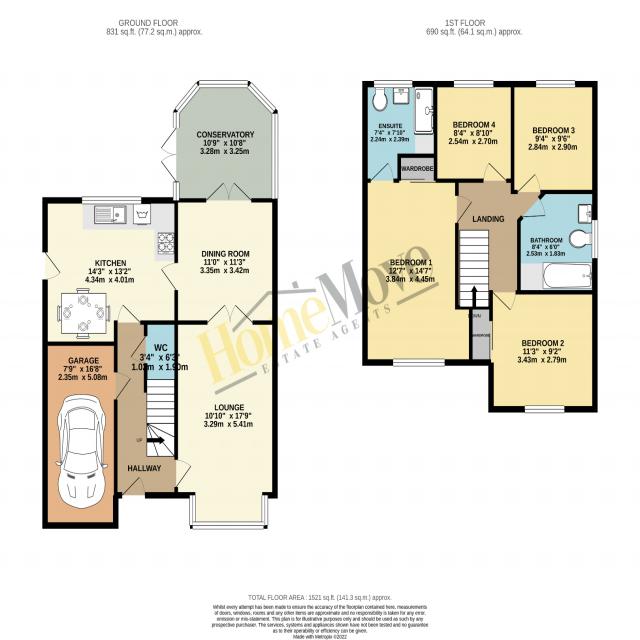 GROUND FLOOR
831 sq.ft. (77.2 sq.m.) approx.
1ST FLOOR
690 sq.ft. (64.1 sq.m.) approx.
CONSERVATORY
10'9" x 10'8"
3.28m x 3.25m
KITCHEN
14'3" x 13'2"
4.34m x 4.01m
DINING ROOM
11'0" x 11'3"
3.35m x 3.42m
GARAGE
7'9" x 16'8"
2.35m x 5.08m
WC
3'4" x 6'3"
1.02m x 1.90m
LOUNGE
10'10" x 17'9"
3.29m x 5.41m
UP
HALLWAY
ENSUITE
7'4" x 7'10"
2.24m x 2.39m
BEDROOM 4
8'4" x 8'10"
2.54m x 2.70m
BEDROOM 3
9'4" x 9'6"
2.84m x 2.90m
WARDROBE
LANDING
BATHROOM
8'4" x 6'0"
2.53m x 1.83m
BEDROOM 1
12'7" x 14'7"
3.84m x 4.45m
DOWN
WARDROBE
BEDROOM 2
11'3" x 9'2"
3.43m x 2.79m
HomeMove
ESTATE AGENTS
TOTAL FLOOR AREA : 1521 sq.ft. (141.3 sq.m.) approx.
Whilst every attempt has been made to ensure the accuracy of the floorplan contained here, measurements
of doors, windows, rooms and any other items are approximate and no responsibility is taken for any error,
omission or mis-statement. This plan is for illustrative purposes only and should be used as such by any
prospective purchase. The services, systems and appliances shown have not been tested and no guarantee
as to their operability or efficiency can be given.
Made with Metropix ©2022